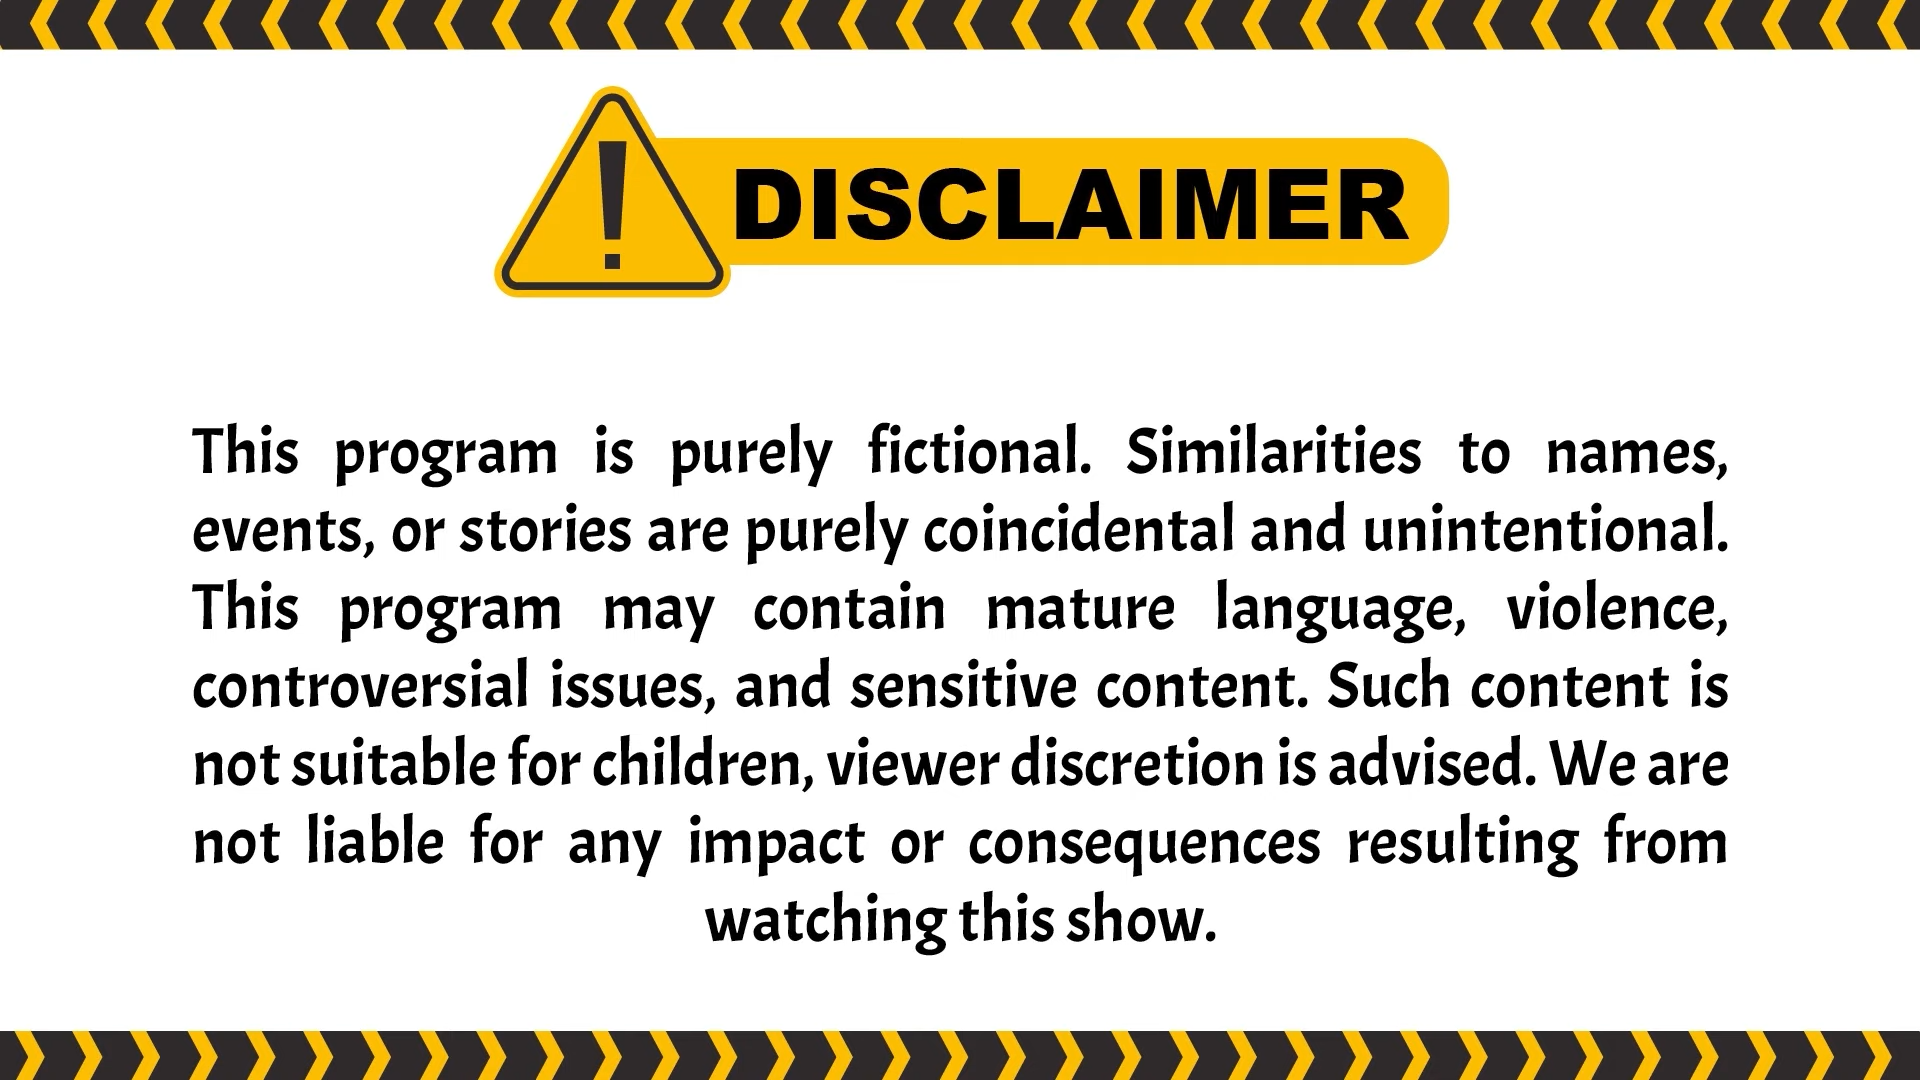 DISCLAIMER
This program is purely fictional. Similarities to names,
events, or stories are purely coincidental and unintentional.
This program may contain mature language, violence,
controversial issues, and sensitive content. Such content is
not suitable for children, viewer discretion is advised. We are
not liable for any impact or consequences resulting from
watching this show.